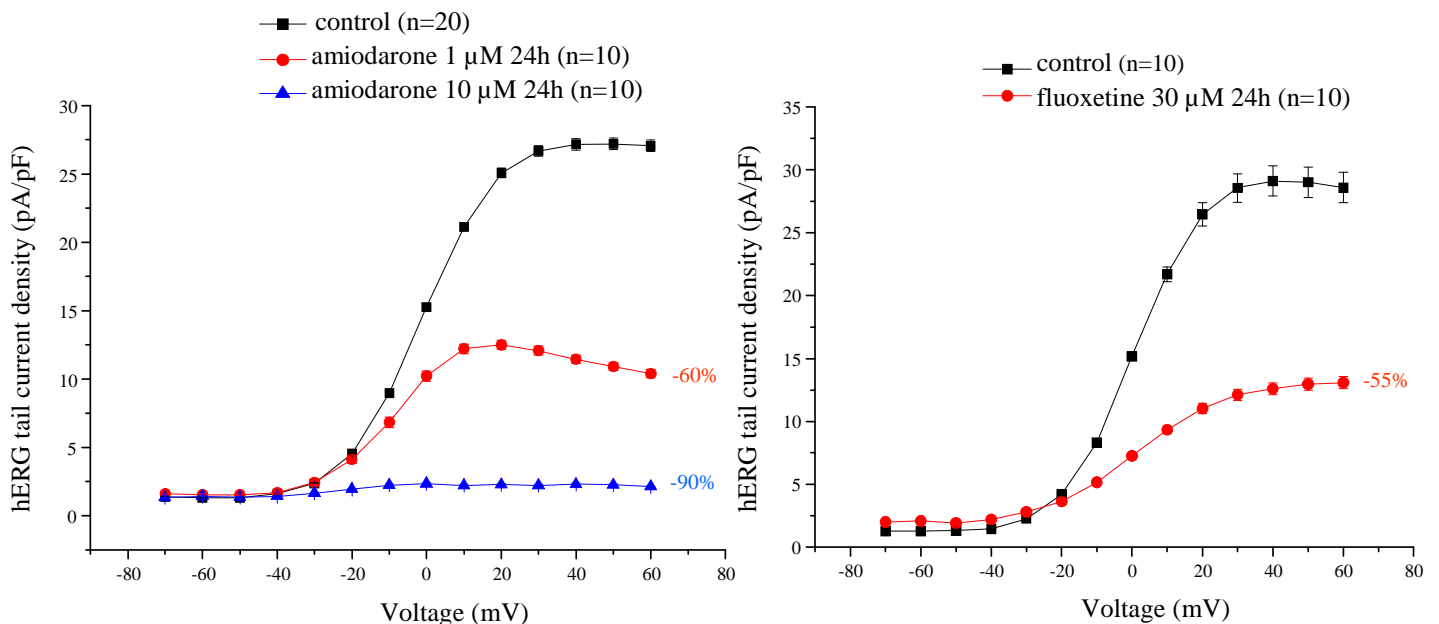 control (n=20)
amiodarone 1 µM 24h (n=10)
amiodarone 10 µM 24h (n=10)
hERG tail current density (pA/pF)
30
25
20
15
10
5
0
-60%
-90%
-80 -60 -40 -20 0 20 40 60 80
Voltage (mV)
control (n=10)
fluoxetine 30 µM 24h (n=10)
hERG tail current density (pA/pF)
35
30
25
20
15
10
5
0
-55%
-80 -60 -40 -20 0 20 40 60 80
Voltage (mV)